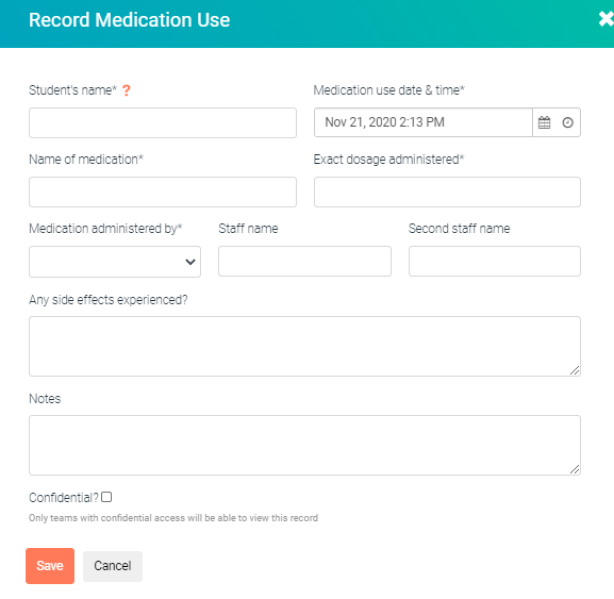 Record Medication Use
Student's name* ?
Medication use date & time*
Nov 21, 2020 2:13 PM
Name of medication*
Exact dosage administered*
Medication administered by*
Staff name
Second staff name
Any side effects experienced?
Notes
Confidential?
Only teams with confidential access will be able to view this record
Save
Cancel